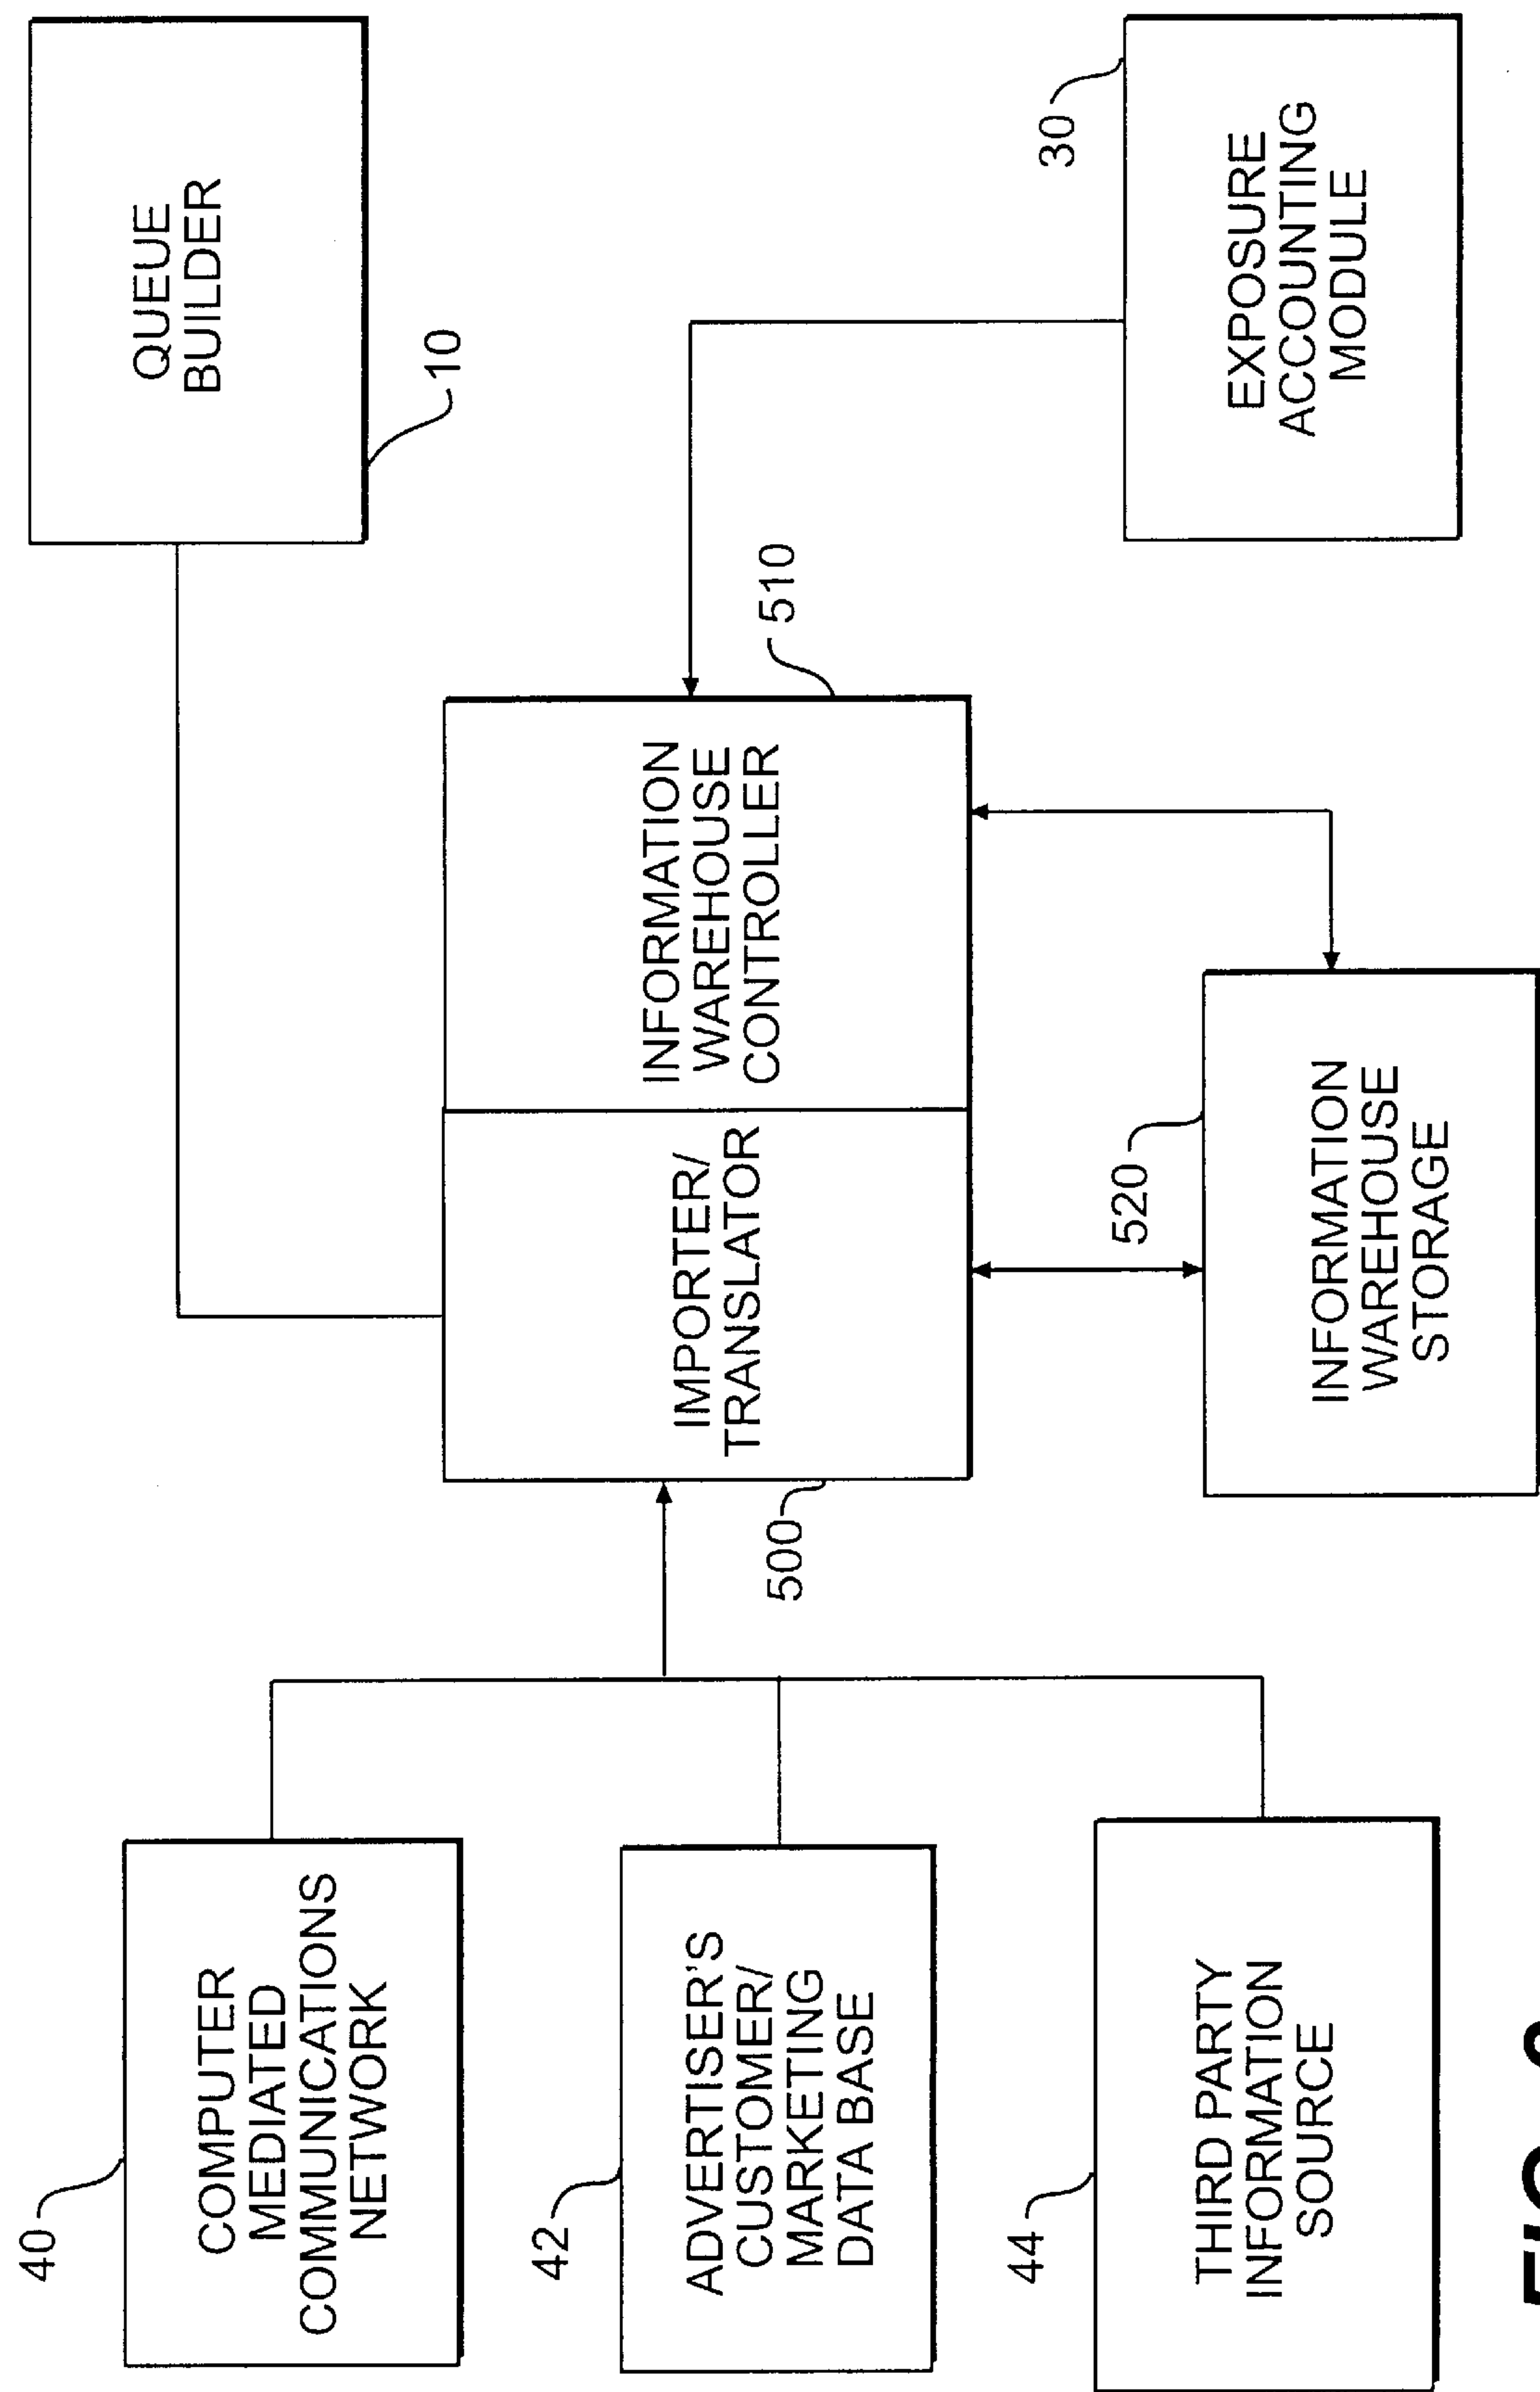 40
COMPUTER
MEDIATED
COMMUNICATIONS
NETWORK
42
ADVERTISER'S
CUSTOMER/
MARKETING
DATA BASE
44
THIRD PARTY
INFORMATION
SOURCE
500
IMPORTER/
TRANSLATOR
510
INFORMATION
WAREHOUSE
CONTROLLER
520
INFORMATION
WAREHOUSE
STORAGE
QUEUE
BUILDER
10
30
EXPOSURE
ACCOUNTING
MODULE
FIG.